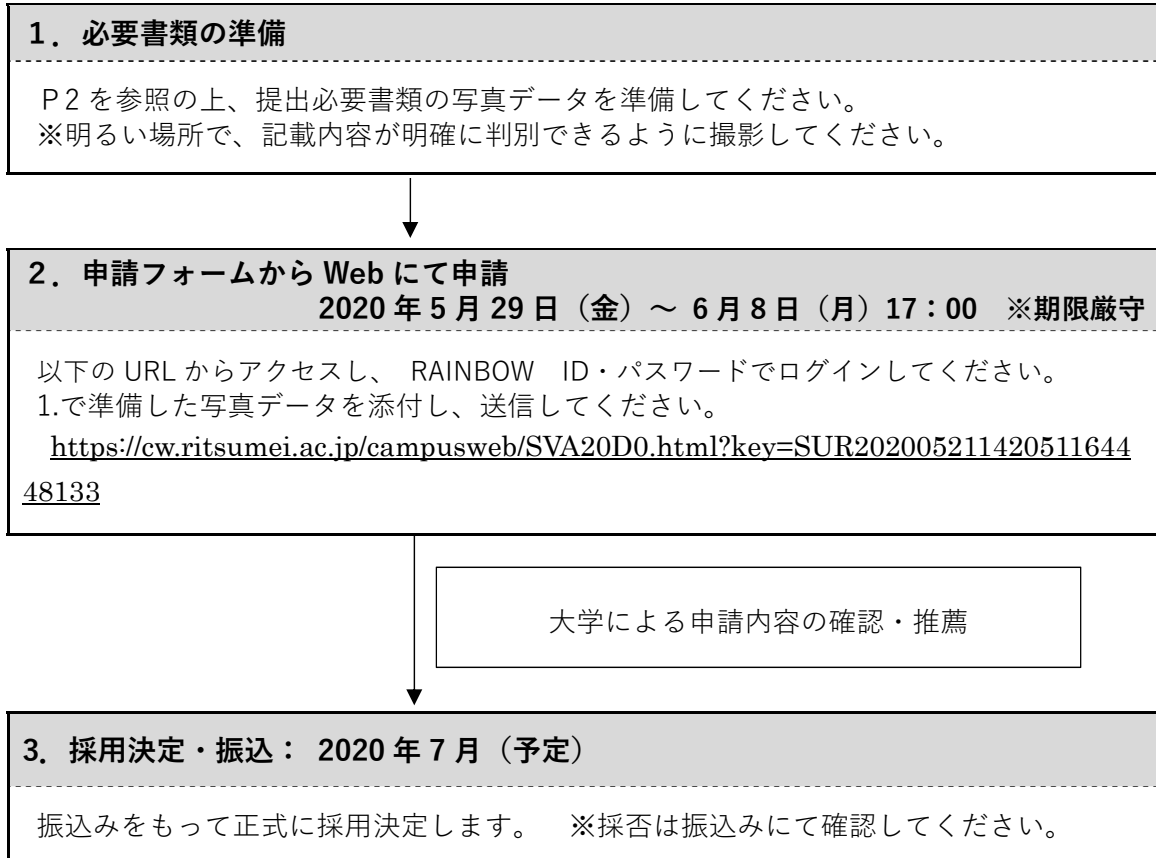 １．必要書類の準備
P２を参照の上、提出必要書類の写真データを準備してください。
※明るい場所で、記載内容が明確に判別できるように撮影してください。
２．申請フォームから Web にて申請
2020 年 5 月 29 日（金）～ 6 月 8 日（月）17：00　※期限厳守
以下の URL からアクセスし、 RAINBOW　ID・パスワードでログインしてください。
1.で準備した写真データを添付し、送信してください。
https://cw.ritsumei.ac.jp/campusweb/SVA20D0.html?key=SUR202005211420511644
48133
大学による申請内容の確認・推薦
3．採用決定・振込： 2020 年 7 月（予定）
振込みをもって正式に採用決定します。　※採否は振込みにて確認してください。